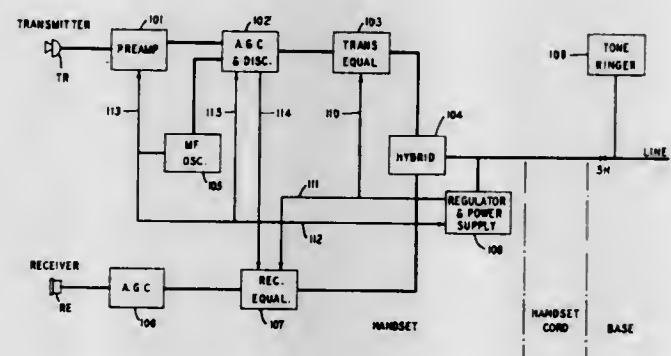 TRANSMITTER
TR
101
PREAMP
102
A.G.C
& DISC.
103
TRANS
EQUAL
104
HYBRID
TONE
RINGER
LINE
SH
113
115
114
110
MF
OSC.
105
111
112
REGULATOR
& POWER
SUPPLY
108
RECEIVER
RE
A.G.C
106
REC.
EQUAL.
107
HANDSET
HANDSET
CORD
BASE